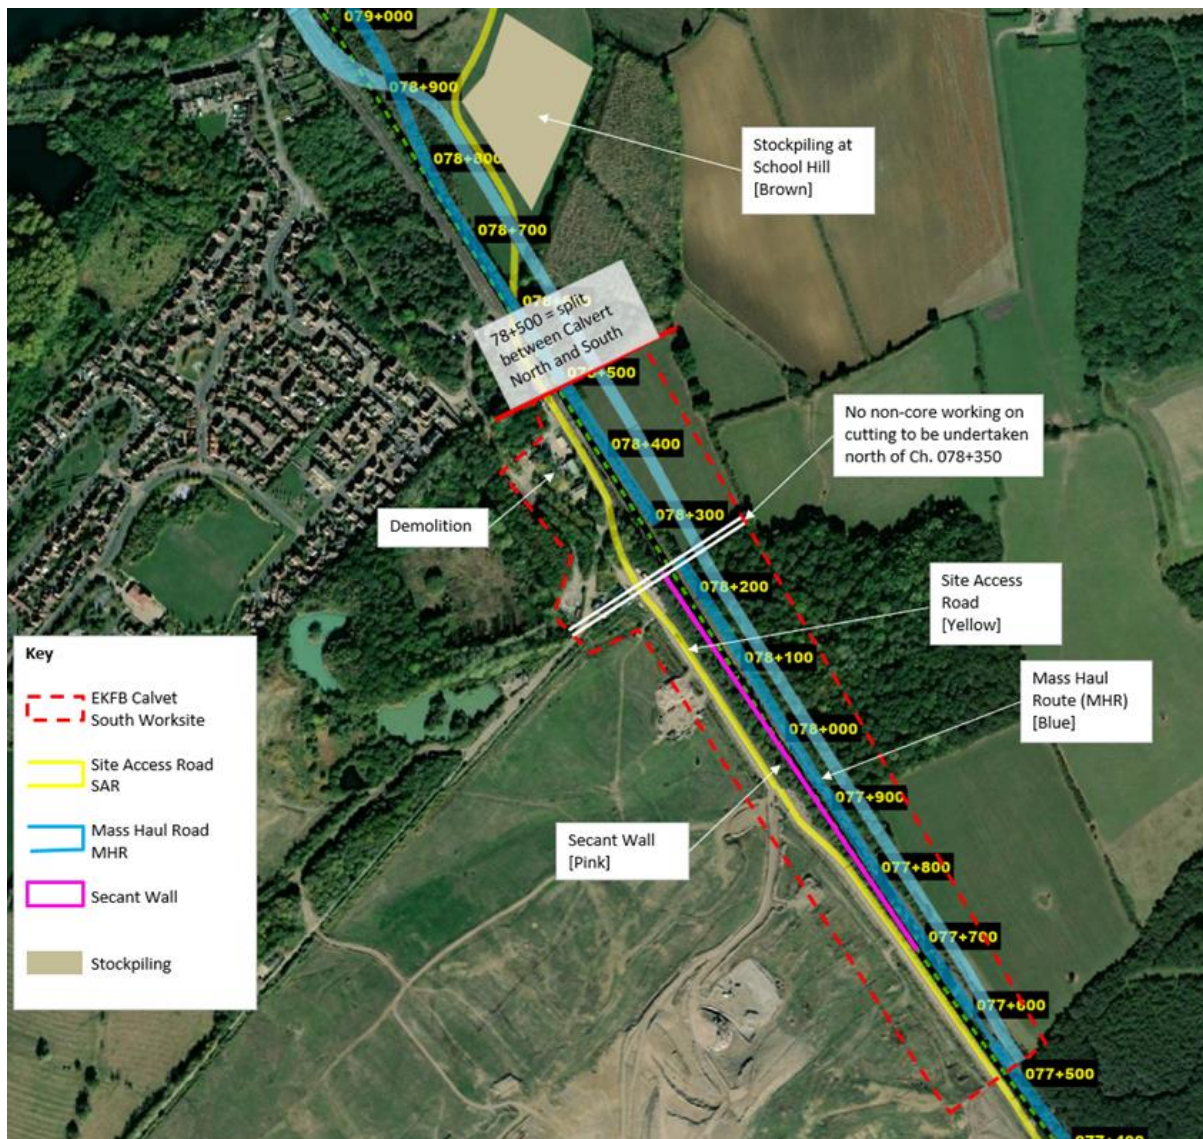 079+000
078+900
078+800
078+700
Stockpiling at
School Hill
[Brown]
78+500 = split
between Calvert
North and South
078+400
No non-core working on
cutting to be undertaken
north of Ch. 078+350
Demolition
078+300
078+200
Site Access
Road
[Yellow]
078+100
Mass Haul
Route (MHR)
[Blue]
078+000
077+900
Secant Wall
[Pink]
077+800
077+700
077+600
077+500
Key
EKFB Calvet
South Worksite
Site Access Road
SAR
Mass Haul Road
MHR
Secant Wall
Stockpiling